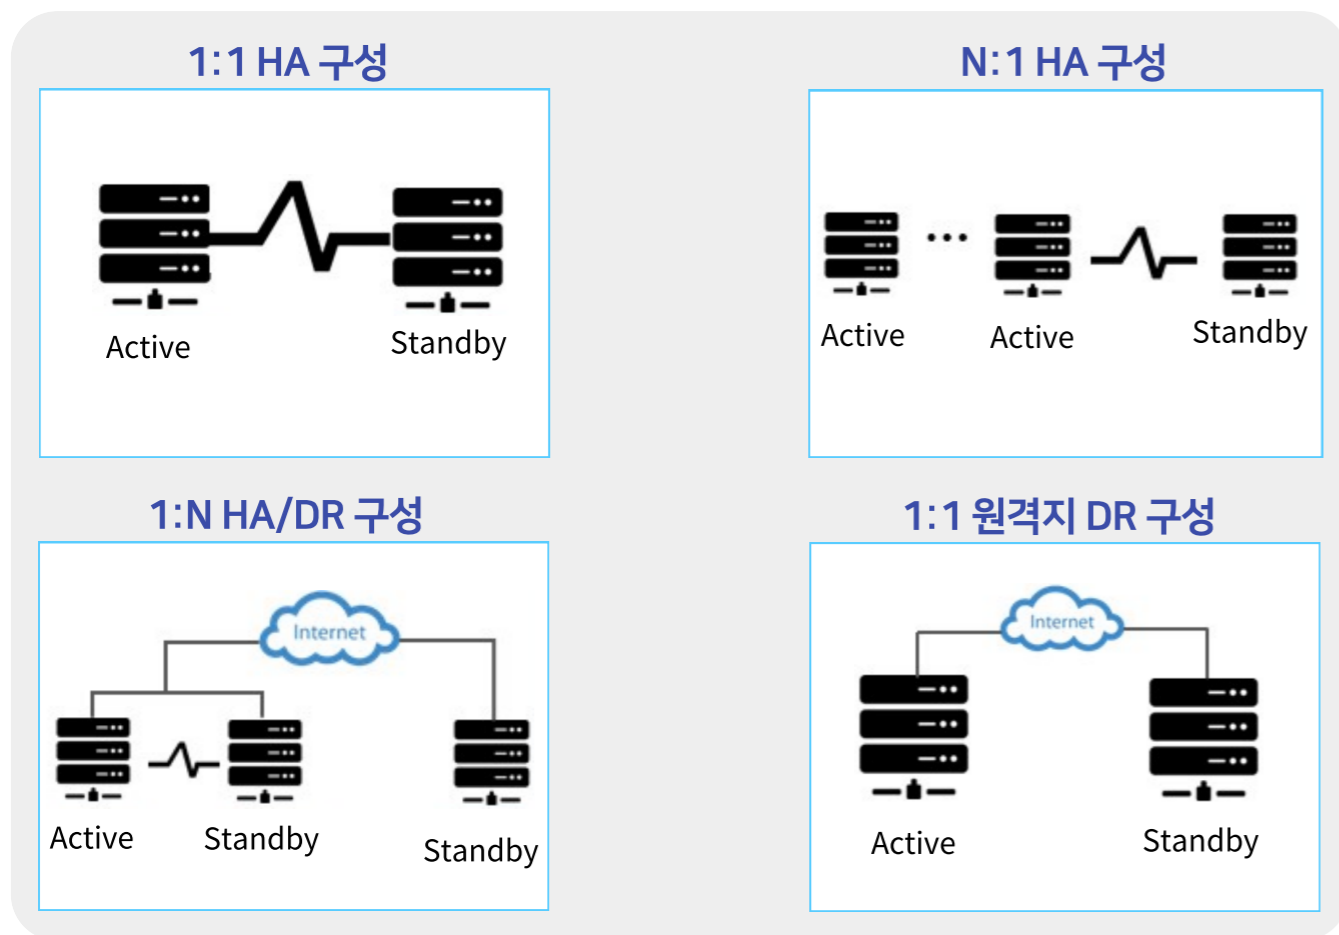 1:1 HA 구성
Active
Standby
N:1 HA 구성
Active
Active
Standby
1:N HA/DR 구성
Internet
Active
Standby
Standby
1:1 원격지 DR 구성
Internet
Active
Standby